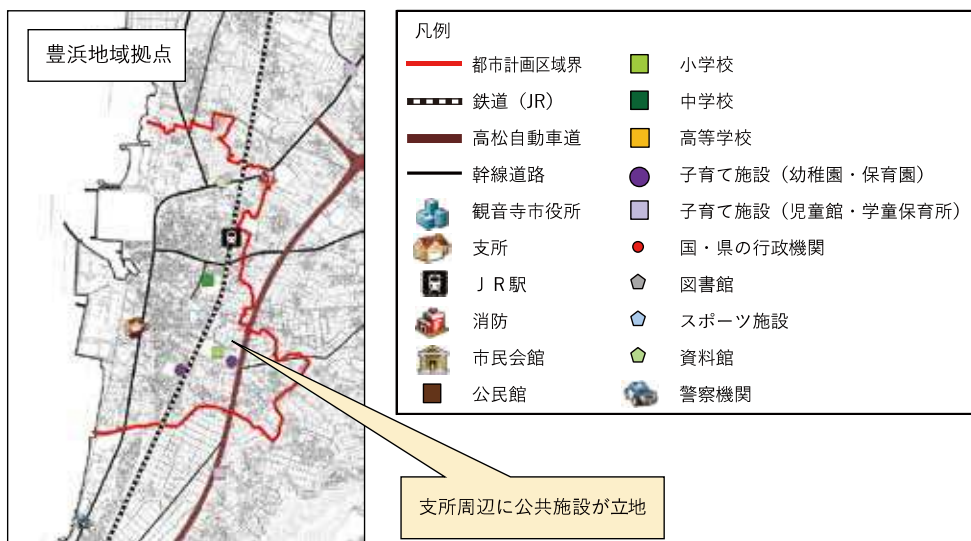 豊浜地域拠点
凡例
都市計画区域界
鉄道（JR）
高松自動車道
幹線道路
観音寺市役所
支所
ＪＲ駅
消防
市民会館
公民館
小学校
中学校
高等学校
子育て施設（幼稚園・保育園）
子育て施設（児童館・学童保育所）
国・県の行政機関
図書館
スポーツ施設
資料館
警察機関
支所周辺に公共施設が立地